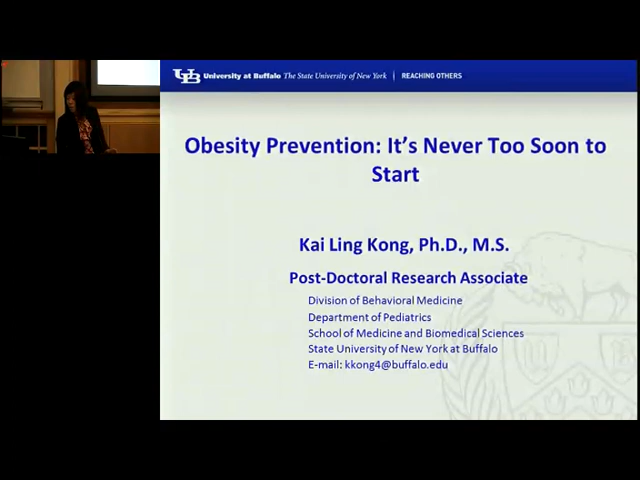 UB University at Buffalo The State University of New York | REACHING OTHERS
Obesity Prevention: It's Never Too Soon to
Start
Kai Ling Kong, Ph.D., M.S.
Post-Doctoral Research Associate
Division of Behavioral Medicine
Department of Pediatrics
School of Medicine and Biomedical Sciences
State University of New York at Buffalo
E-mail: kkong4@buffalo.edu